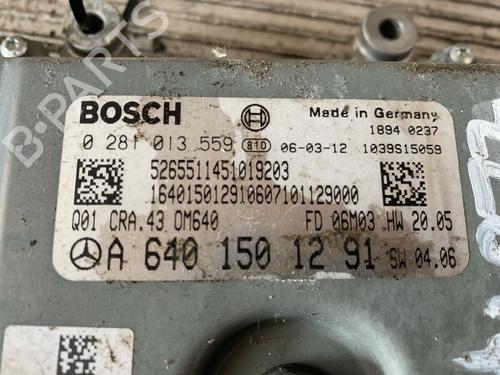 BOSCH
Made in Germany
1894 0237
0 281 013 559 810 06-03-12 1039S15059
5265511451019203
16401501291060710112900​0
Q01 CRA.43 OM640 FD 06M03 HW 20.05
A 640 150 12 91 SW 04.06
B-PARTS